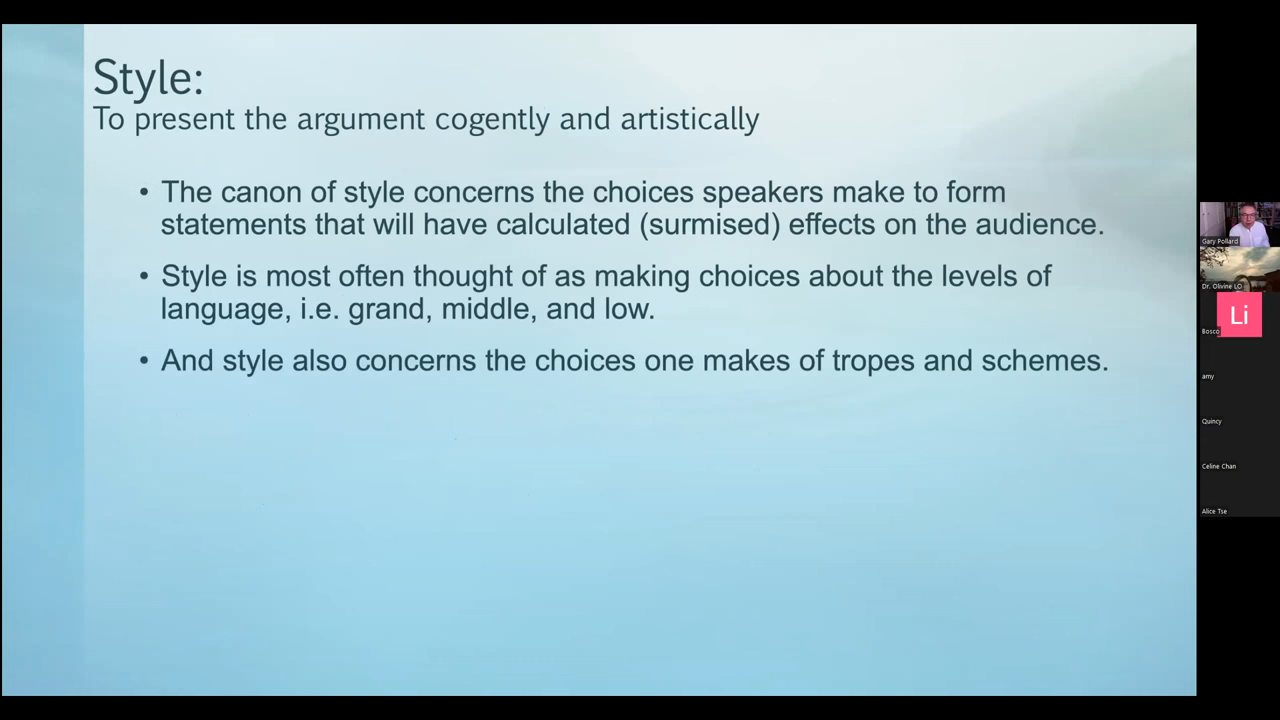 Style:
To present the argument cogently and artistically
• The canon of style concerns the choices speakers make to form
statements that will have calculated (surmised) effects on the audience.
• Style is most often thought of as making choices about the levels of
language, i.e. grand, middle, and low.
• And style also concerns the choices one makes of tropes and schemes.
Gary Pollard
Dr. Olivine LO
Li
Bosco
amy
Quincy
Celine Chan
Alice Tse